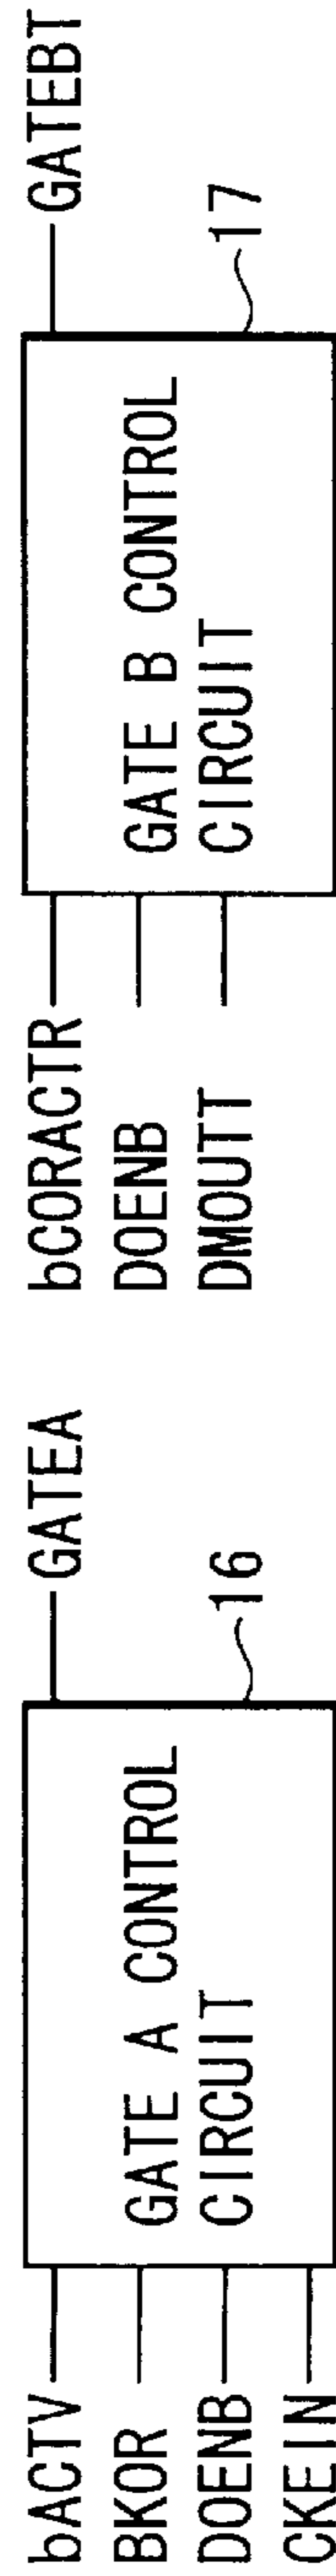 bACTV
BKOR
DOENB
CKEIN
GATE A CONTROL
CIRCUIT
GATEA
16
bCORACTR
DOENB
DMOUTT
GATE B CONTROL
CIRCUIT
GATEBT
17